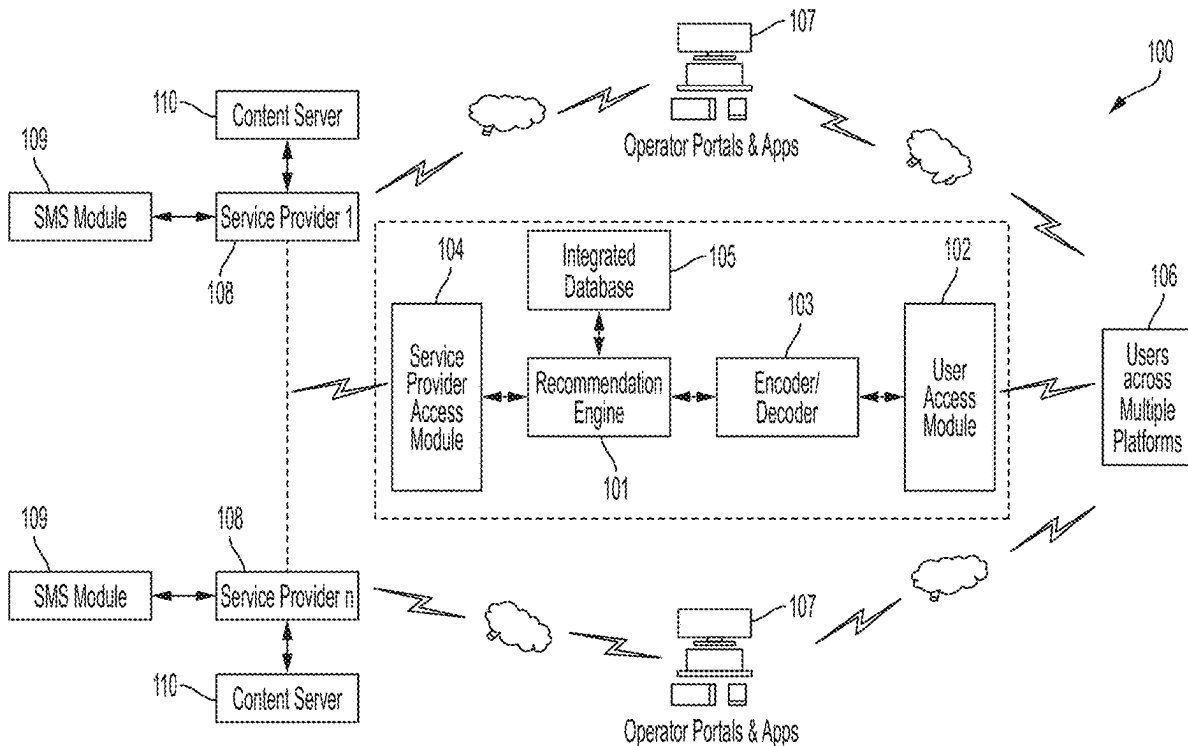 107
100
110
Content Server
109
Operator Portals & Apps
SMS Module
Service Provider 1
108
104
Integrated
Database
105
102
103
106
Service
Provider
Access
Module
Recommendation
Engine
Encoder/
Decoder
User
Access
Module
Users
across
Multiple
Platforms
101
109
108
SMS Module
Service Provider n
107
110
Content Server
Operator Portals & Apps